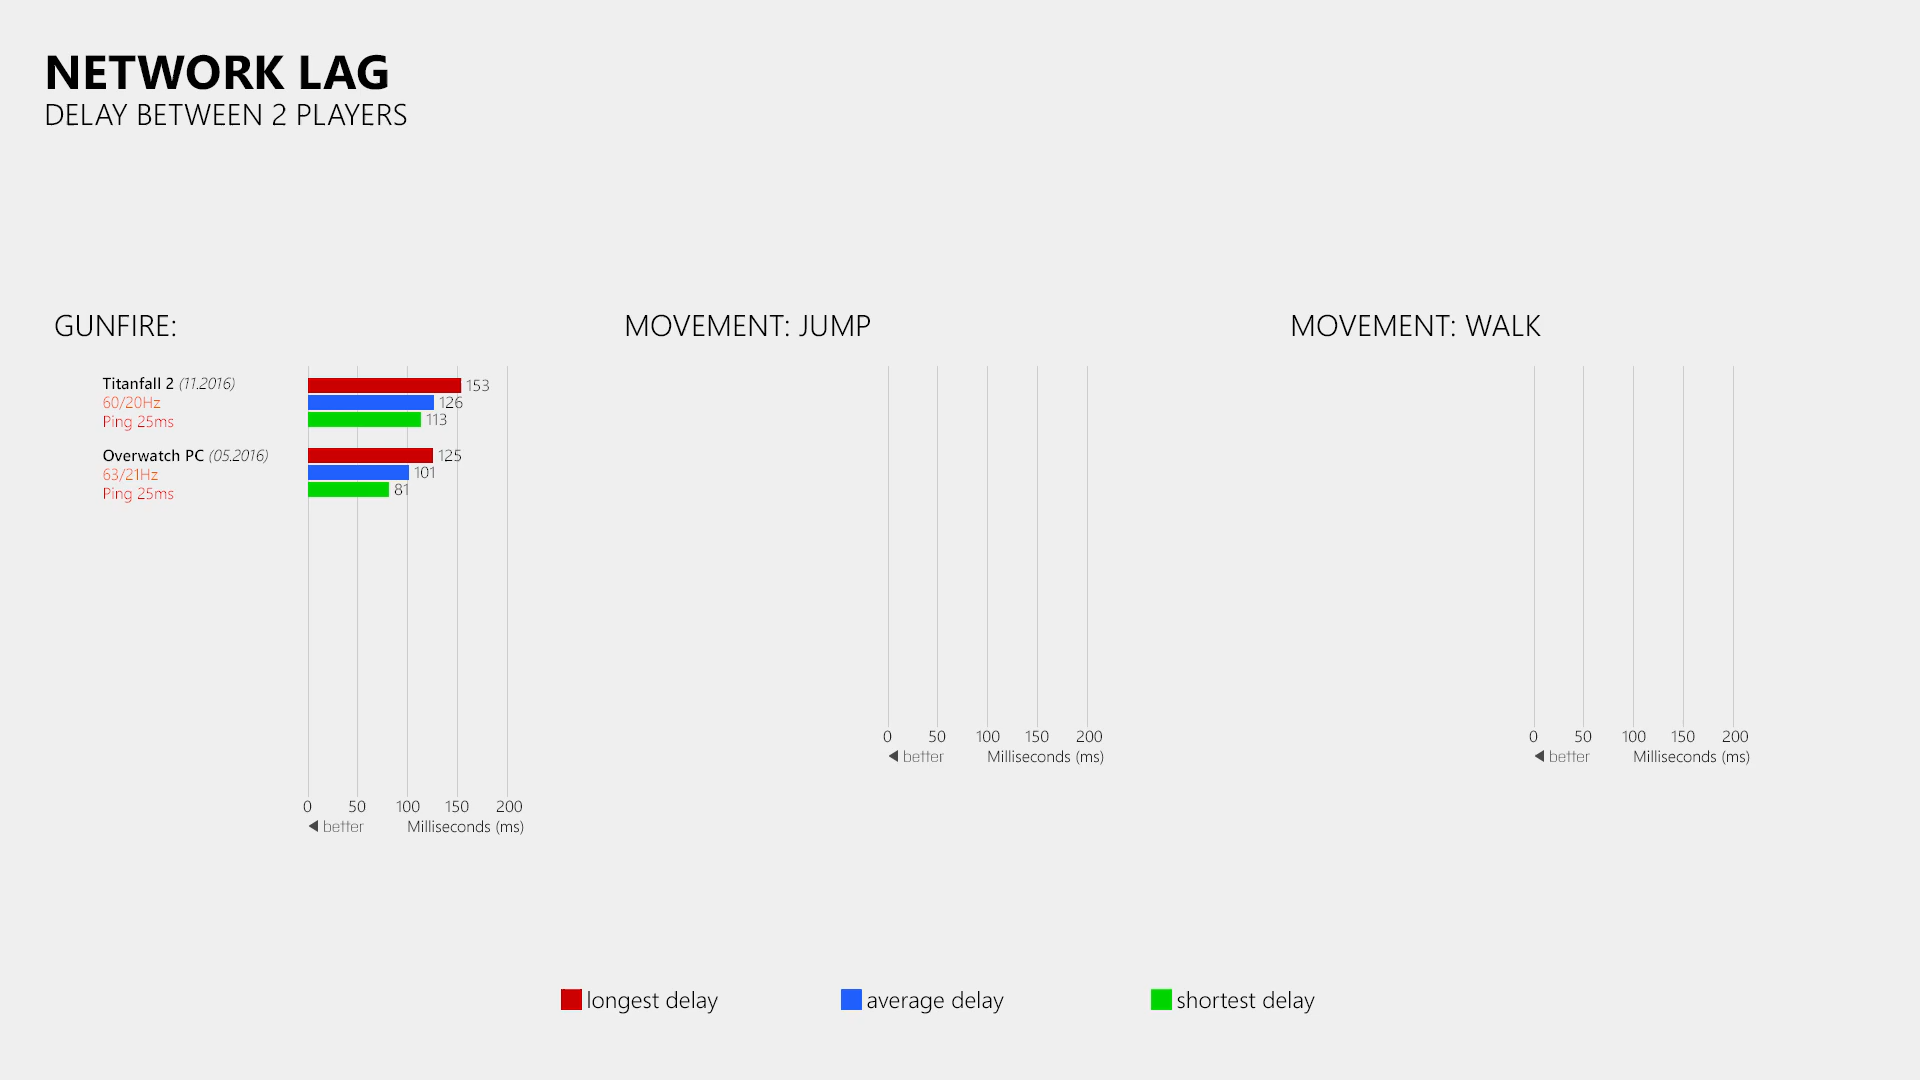 NETWORK LAG
DELAY BETWEEN 2 PLAYERS
GUNFIRE:
Titanfall 2 (11.2016)
60/20Hz
Ping 25ms
153
126
113
Overwatch PC (05.2016)
63/21Hz
Ping 25ms
125
101
81
0 50 100 150 200
◄ better Milliseconds (ms)
MOVEMENT: JUMP
0 50 100 150 200
◄ better Milliseconds (ms)
MOVEMENT: WALK
0 50 100 150 200
◄ better Milliseconds (ms)
longest delay average delay shortest delay